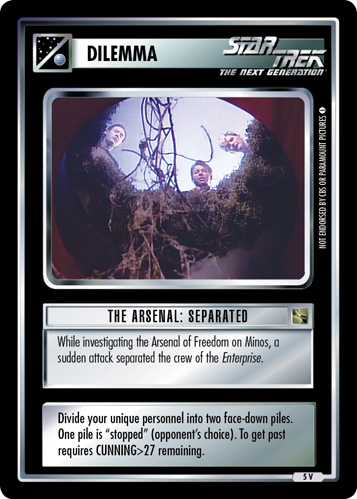 DILEMMA
STAR TREK
THE NEXT GENERATION
NOT ENDORSED BY CBS OR PARAMOUNT PICTURES
THE ARSENAL: SEPARATED
While investigating the Arsenal of Freedom on Minos, a
sudden attack separated the crew of the Enterprise.
Divide your unique personnel into two face-down piles.
One pile is “stopped” (opponent's choice). To get past
requires CUNNING>27 remaining.
5 V